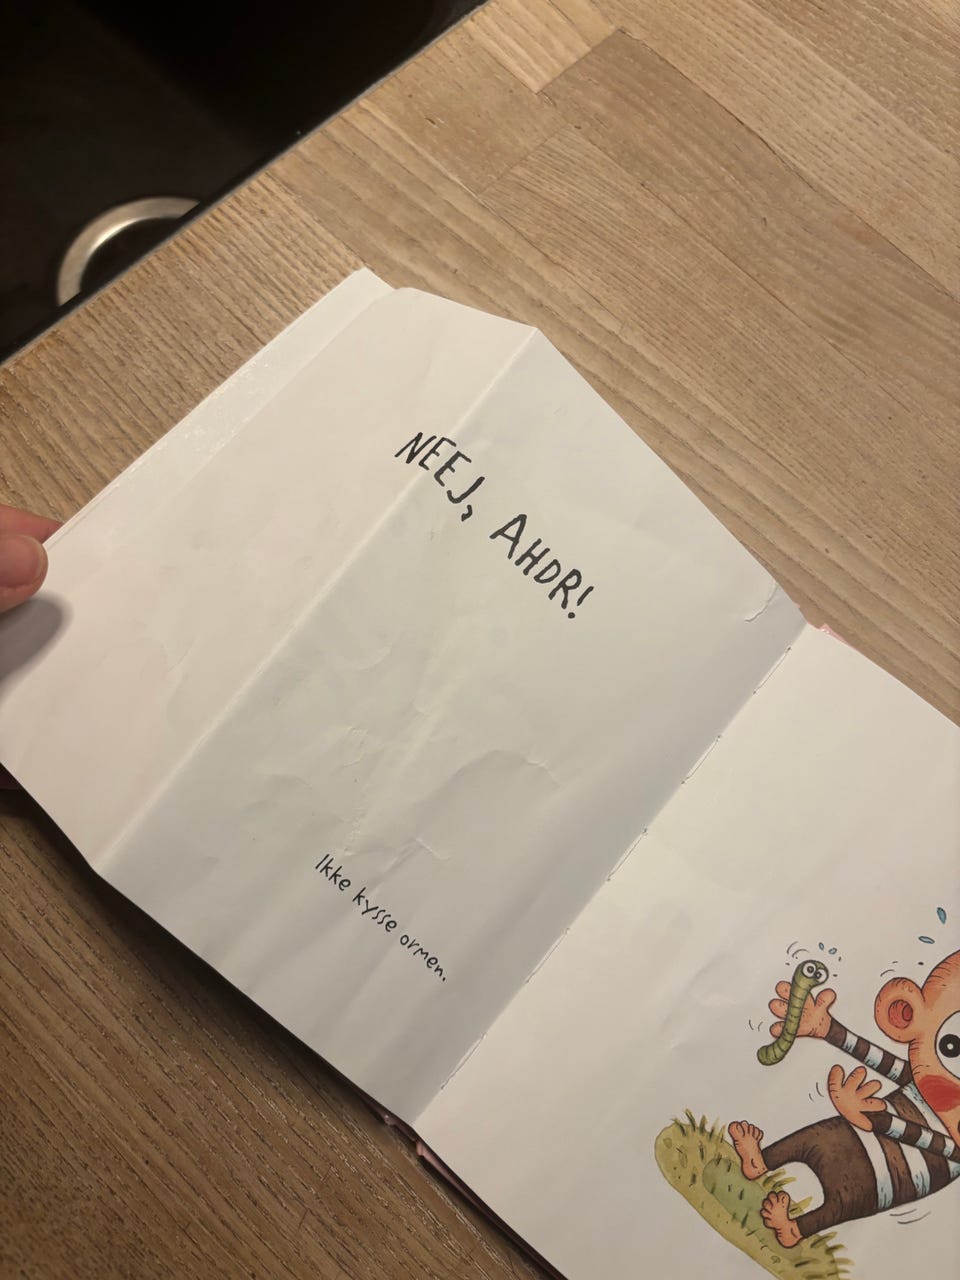 NEEJ, AHDR!
Ikke kysse ormen.